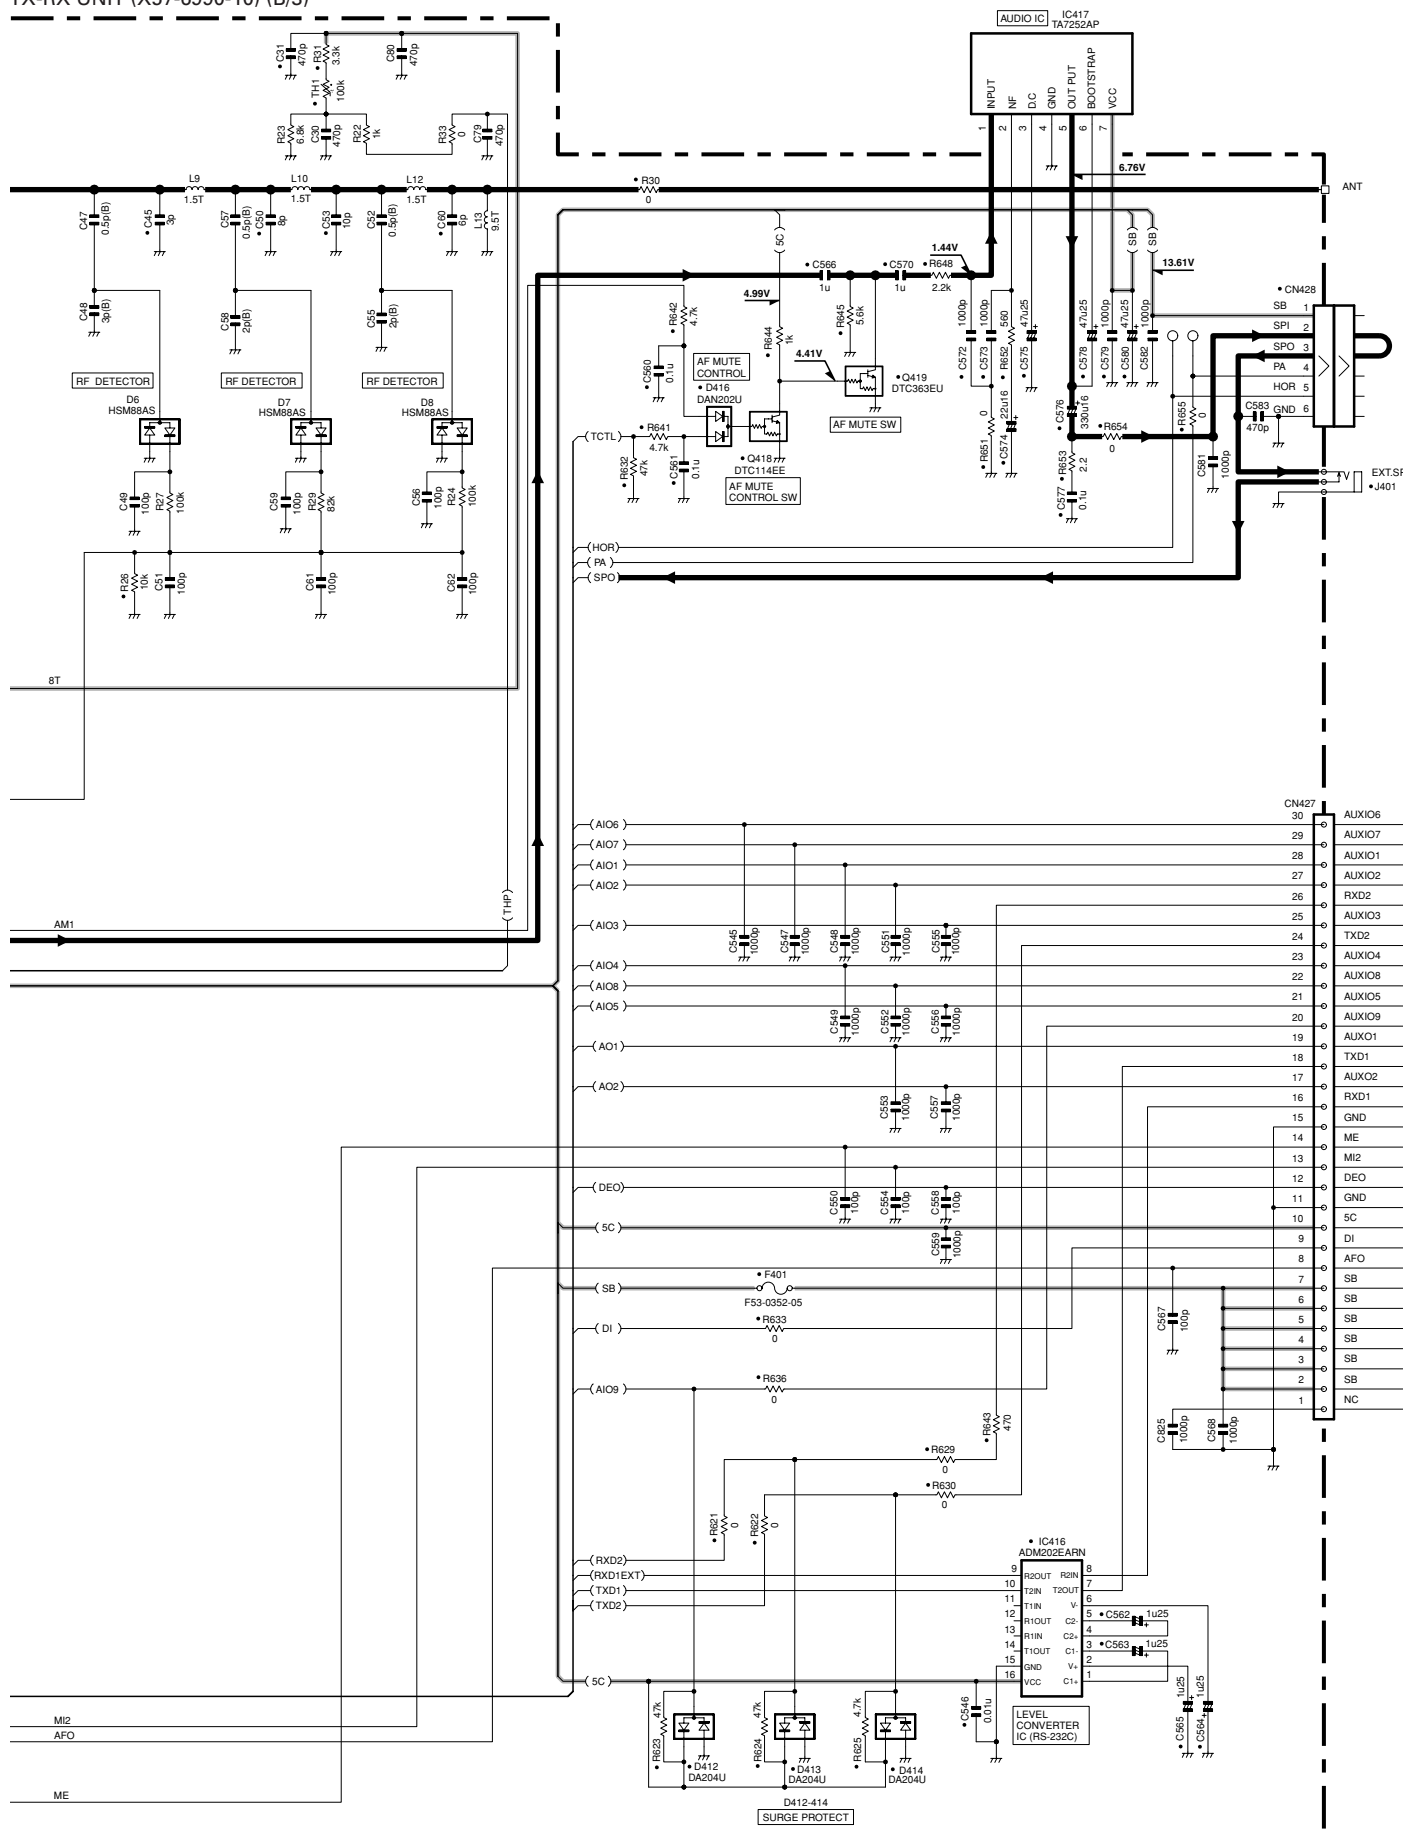 TX-RX UNIT (X57-6990-10) (B/3)
AUDIO IC
IC417
TA7252AP
INPUT
NF
D.C
GND
OUT PUT
BOOTSTRAP
VCC
1
2
3
4
5
6
7
• C31
470p
• R31
3.3k
C80
470p
• TH1
100k
R23
6.8k
C30
470p
R22
1k
R33
0
C79
470p
6.76V
ANT
L9
1.5T
L10
1.5T
L12
1.5T
• R30
0
C47
0.5p(B)
• C45
3p
C57
0.5p(B)
• C50
8p
• C53
10p
C52
0.5p(B)
• C60
6p
L13
9.5T
5C
SB
SB
1.44V
13.61V
• C566
1u
• C570
1u
• R648
2.2k
4.99V
C48
3p(B)
C58
2p(B)
C55
2p(B)
• R642
4.7k
• R644
1k
• R645
5.6k
4.41V
1000p
1000p
560
47u25
47u25
1000p
47u25
1000p
• C572
• C573
• R652
• C575
• C578
• C579
• C580
• C582
• CN428
SB 1
SPI 2
SPO 3
PA 4
HOR 5
GND 6
• C560
0.1u
AF MUTE
CONTROL
• D416
DAN202U
• Q419
DTC363EU
AF MUTE SW
RF DETECTOR
RF DETECTOR
RF DETECTOR
D6
HSM88AS
D7
HSM88AS
D8
HSM88AS
(TCTL)
• R641
4.7k
• R632
47k
• C561
0.1u
• Q418
DTC114EE
AF MUTE
CONTROL SW
0
• R651
22u16
• C574
• C576
330u16
• R654
0
• R653
2.2
• C577
0.1u
• R655
0
C583
470p
C581
1000p
EXT.SP
• J401
C49
100p
R27
100k
C59
100p
R29
82k
C56
100p
R24
100k
(HOR)
(PA)
(SPO)
• R26
10k
C51
100p
C61
100p
C62
100p
8T
CN427
(AIO6) 30 AUXIO6
(AIO7) 29 AUXIO7
(AIO1) 28 AUXIO1
(AIO2) 27 AUXIO2
26 RXD2
(AIO3) 25 AUXIO3
24 TXD2
(AIO4) 23 AUXIO4
(AIO8) 22 AUXIO8
(AIO5) 21 AUXIO5
20 AUXIO9
(AO1) 19 AUXO1
18 TXD1
(AO2) 17 AUXO2
16 RXD1
15 GND
14 ME
13 MI2
(DEO) 12 DEO
11 GND
(5C) 10 5C
9 DI
8 AFO
(SB) 7 SB
6 SB
5 SB
4 SB
3 SB
2 SB
1 NC
(THP)
AM1
C545
1000p
C547
1000p
C548
1000p
C551
1000p
C555
1000p
C549
1000p
C552
1000p
C556
1000p
C553
1000p
C557
1000p
C550
100p
C554
100p
C558
100p
C559
1000p
• F401
F53-0352-05
(DI)
• R633
0
C567
100p
(AIO9)
• R636
0
• R643
470
C825
1000p
C568
1000p
• R629
0
• R630
0
• R621
0
• R622
0
(RXD2)
(RXD1EXT)
(TXD1)
(TXD2)
• IC416
ADM202EARN
9 R2OUT R2IN 8
10 T2IN T2OUT 7
11 T1IN V- 6
12 R1OUT C2- 5
13 R1IN C2+ 4
14 T1OUT C1- 3
15 GND V+ 2
16 VCC C1+ 1
• C562
1u25
• C563
1u25
1u25
1u25
• C565
• C564
(5C)
• C546
0.01u
LEVEL
CONVERTER
IC (RS-232C)
47k
• R623
47k
• R624
4.7k
• R625
• D412
DA204U
• D413
DA204U
• D414
DA204U
D412-414
SURGE PROTECT
MI2
AFO
ME